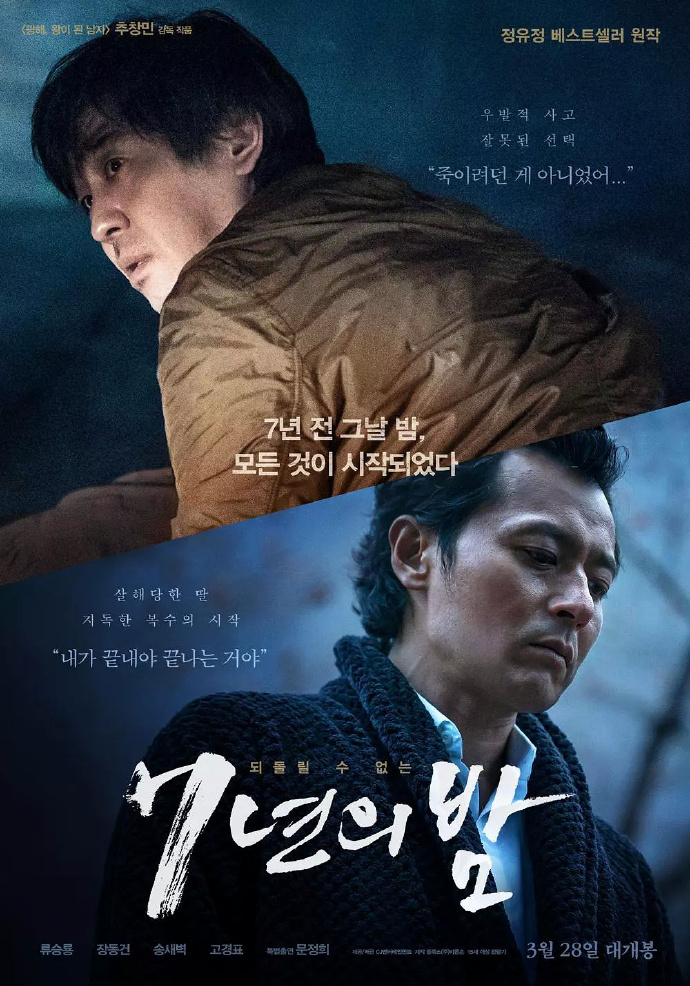 <광해, 왕이 된 남자> 추창민 감독 작품
정유정 베스트셀러 원작
우발적 사고
잘못된 선택
“죽이려던 게 아니었어...”
7년 전 그날 밤,
모든 것이 시작되었다
살해당한 딸
지독한 복수의 시작
“내가 끝내야 끝나는 거야”
되돌릴 수 없는
7년의 밤
류승룡 장동건 송새벽 고경표 특별출연 문정희
3월 28일 대개봉